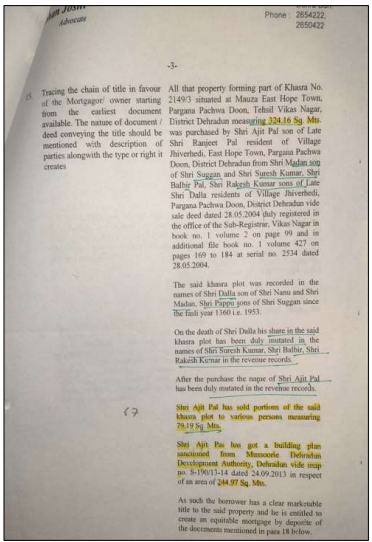 Advocate
Phone : 2654222,
2650422
-3-
15. Tracing the chain of title in favour
of the Mortgagor/ owner starting
from the earliest document
available. The nature of document /
deed conveying the title should be
mentioned with description of
parties alongwith the type or right it
creates
All that property forming part of Khasra No.
2149/3 situated at Mauza East Hope Town,
Pargana Pachwa Doon, Tehsil Vikas Nagar,
District Dehradun measuring 324.16 Sq. Mts.
was purchased by Shri Ajit Pal son of Late
Shri Ranjeet Pal resident of Village
Jhiverhedi, East Hope Town, Pargana Pachwa
Doon, District Dehradun from Shri Madan son
of Shri Suggan and Shri Suresh Kumar, Shri
Balbir Pal, Shri Rakesh Kumar sons of Late
Shri Dalla residents of Village Jhiverhedi,
Pargana Pachwa Doon, District Dehradun vide
sale deed dated 28.05.2004 duly registered in
the office of the Sub-Registrar, Vikas Nagar in
book no. 1 volume 2 on page 99 and in
additional file book no. 1 volume 427 on
pages 169 to 184 at serial no. 2534 dated
28.05.2004.
The said khasra plot was recorded in the
names of Shri Dalla son of Shri Nanu and Shri
Madan, Shri Pappu sons of Shri Suggan since
the fasli year 1360 i.e. 1953.
On the death of Shri Dalla his share in the said
khasra plot has been duly mutated in the
names of Shri Suresh Kumar, Shri Balbir, Shri
Rakesh Kumar in the revenue records.
After the purchase the name of Shri Ajit Pal
has been duly mutated in the revenue records.
67
Shri Ajit Pal has sold portions of the said
khasra plot to various persons measuring
79.19 Sq. Mts.
Shri Ajit Pal has got a building plan
sanctioned from Mussoorie Dehradun
Development Authority, Dehradun vide map
no. S-190/13-14 dated 24.09.2013 in respect
of an area of 244.97 Sq. Mts.
As such the borrower has a clear marketable
title to the said property and he is entitled to
create an equitable mortgage by deposite of
the documents mentioned in para 18 below.